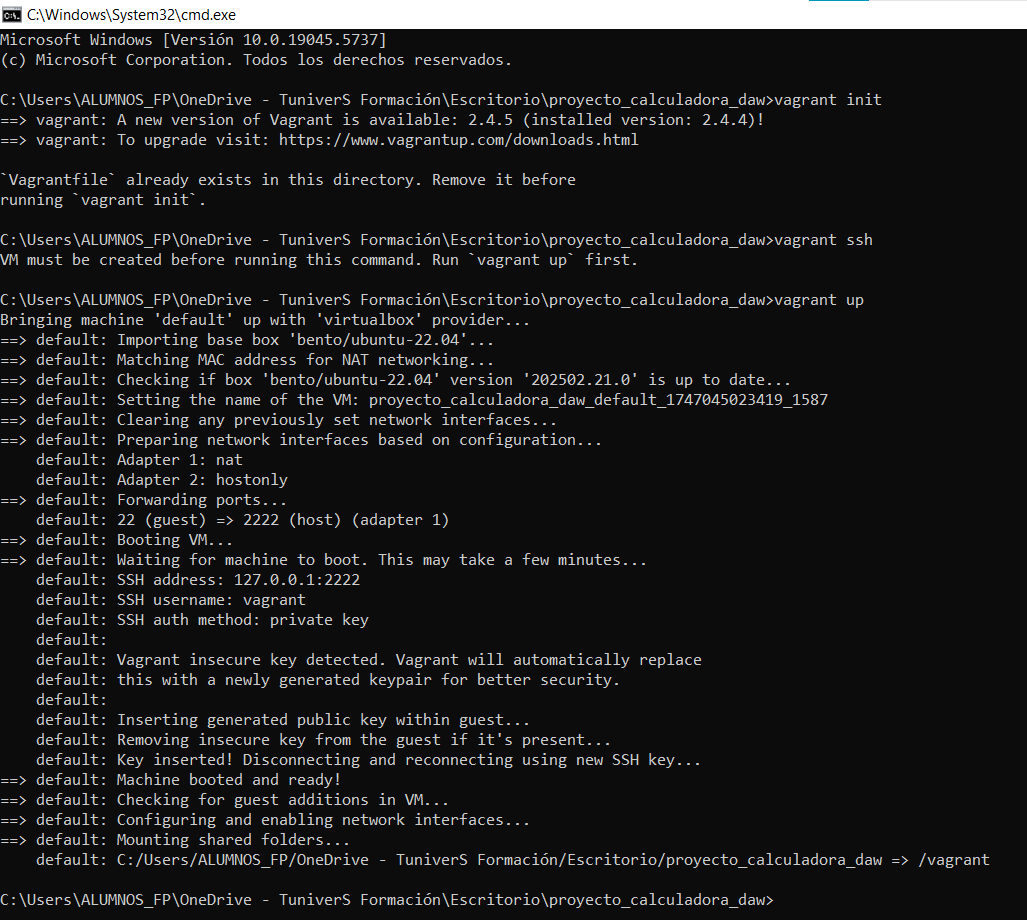 C:\Windows\System32\cmd.exe
Microsoft Windows [Versión 10.0.19045.5737]
(c) Microsoft Corporation. Todos los derechos reservados.
C:\Users\ALUMNOS_FP\OneDrive - TuniverS Formación\Escritorio\proyecto_calculadora_daw>vagrant init
==> vagrant: A new version of Vagrant is available: 2.4.5 (installed version: 2.4.4)!
==> vagrant: To upgrade visit: https://www.vagrantup.com/downloads.html
`Vagrantfile` already exists in this directory. Remove it before
running `vagrant init`.
C:\Users\ALUMNOS_FP\OneDrive - TuniverS Formación\Escritorio\proyecto_calculadora_daw>vagrant ssh
VM must be created before running this command. Run `vagrant up` first.
C:\Users\ALUMNOS_FP\OneDrive - TuniverS Formación\Escritorio\proyecto_calculadora_daw>vagrant up
Bringing machine 'default' up with 'virtualbox' provider...
==> default: Importing base box 'bento/ubuntu-22.04'...
==> default: Matching MAC address for NAT networking...
==> default: Checking if box 'bento/ubuntu-22.04' version '202502.21.0' is up to date...
==> default: Setting the name of the VM: proyecto_calculadora_daw_default_1747045023419_1587
==> default: Clearing any previously set network interfaces...
==> default: Preparing network interfaces based on configuration...
    default: Adapter 1: nat
    default: Adapter 2: hostonly
==> default: Forwarding ports...
    default: 22 (guest) => 2222 (host) (adapter 1)
==> default: Booting VM...
==> default: Waiting for machine to boot. This may take a few minutes...
    default: SSH address: 127.0.0.1:2222
    default: SSH username: vagrant
    default: SSH auth method: private key
    default:
    default: Vagrant insecure key detected. Vagrant will automatically replace
    default: this with a newly generated keypair for better security.
    default:
    default: Inserting generated public key within guest...
    default: Removing insecure key from the guest if it's present...
    default: Key inserted! Disconnecting and reconnecting using new SSH key...
==> default: Machine booted and ready!
==> default: Checking for guest additions in VM...
==> default: Configuring and enabling network interfaces...
==> default: Mounting shared folders...
    default: C:/Users/ALUMNOS_FP/OneDrive - TuniverS Formación/Escritorio/proyecto_calculadora_daw => /vagrant
C:\Users\ALUMNOS_FP\OneDrive - TuniverS Formación\Escritorio\proyecto_calculadora_daw>